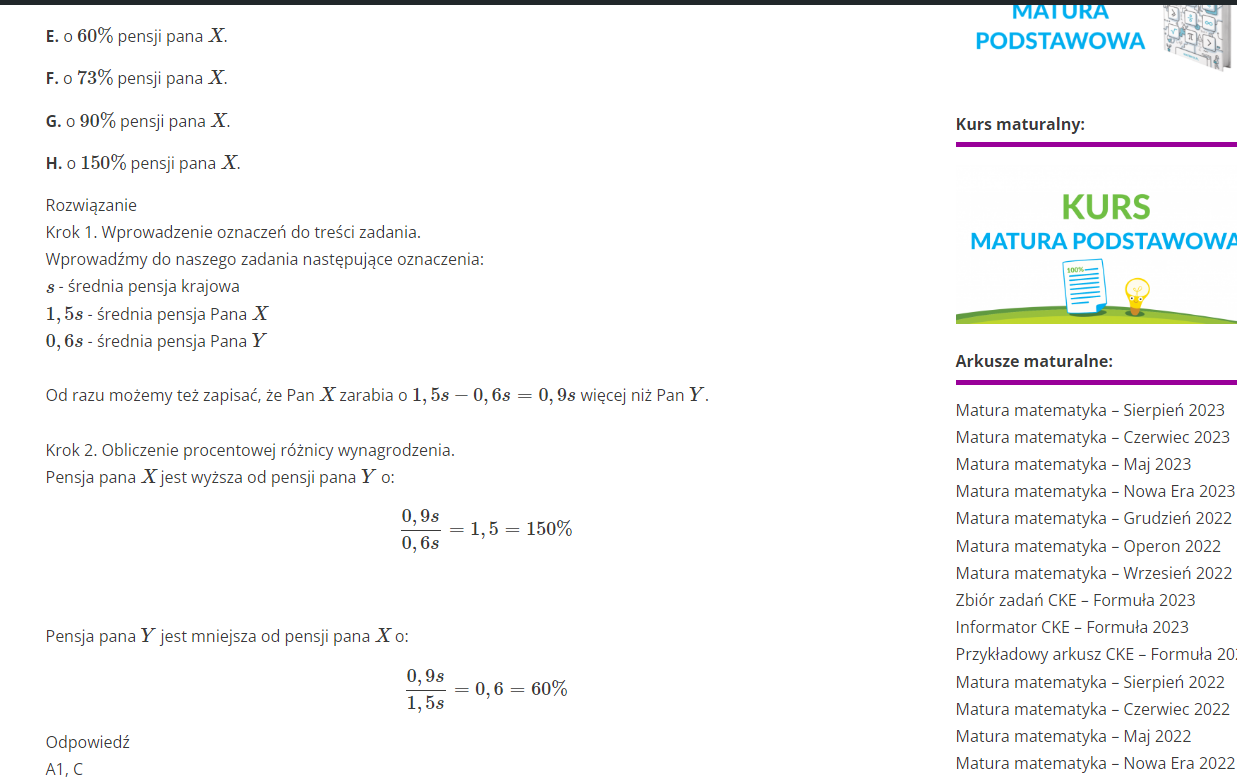 E. o 60% pensji pana X.
F. o 73% pensji pana X.
G. o 90% pensji pana X.
H. o 150% pensji pana X.
Rozwiązanie
Krok 1. Wprowadzenie oznaczeń do treści zadania.
Wprowadźmy do naszego zadania następujące oznaczenia:
s - średnia pensja krajowa
1,5s - średnia pensja Pana X
0,6s - średnia pensja Pana Y
Od razu możemy też zapisać, że Pan X zarabia o 1,5s − 0,6s = 0,9s więcej niż Pan Y.
Krok 2. Obliczenie procentowej różnicy wynagrodzenia.
Pensja pana X jest wyższa od pensji pana Y o:
0,9s
0,6s = 1,5 = 150%
Pensja pana Y jest mniejsza od pensji pana X o:
0,9s
1,5s = 0,6 = 60%
Odpowiedź
A1, C
MATURA
PODSTAWOWA
Kurs maturalny:
KURS
MATURA PODSTAWOWA
100%
Arkusze maturalne:
Matura matematyka – Sierpień 2023
Matura matematyka – Czerwiec 2023
Matura matematyka – Maj 2023
Matura matematyka – Nowa Era 2023
Matura matematyka – Grudzień 2022
Matura matematyka – Operon 2022
Matura matematyka – Wrzesień 2022
Zbiór zadań CKE – Formuła 2023
Informator CKE – Formuła 2023
Przykładowy arkusz CKE – Formuła 20
Matura matematyka – Sierpień 2022
Matura matematyka – Czerwiec 2022
Matura matematyka – Maj 2022
Matura matematyka – Nowa Era 2022